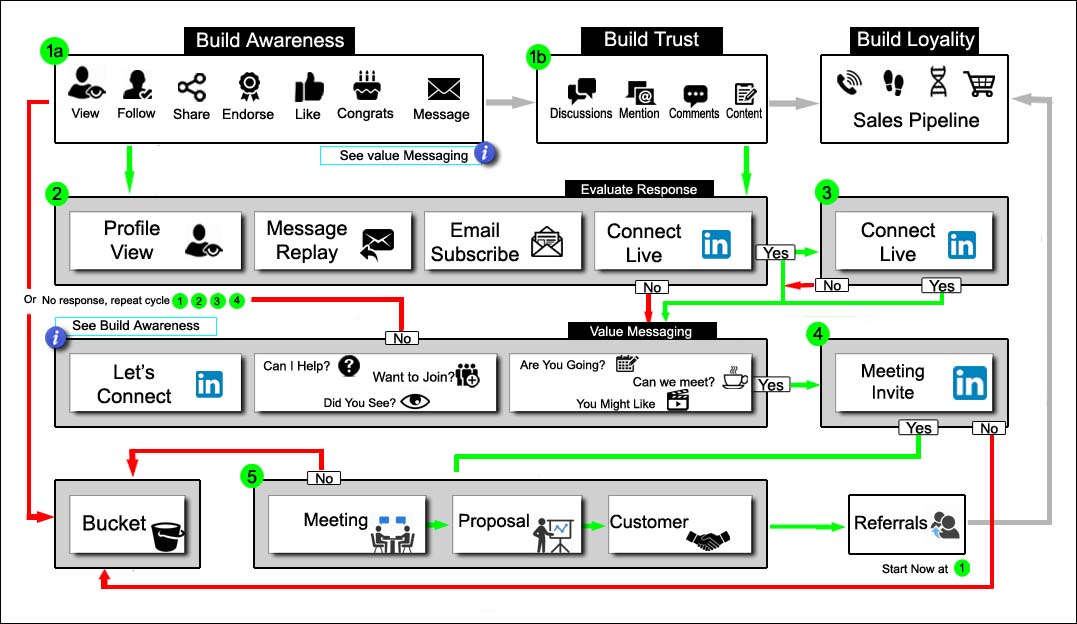 Build Awareness
Build Trust
Build Loyality
1a
View
Follow
Share
Endorse
Like
Congrats
Message
1b
Discussions
Mention
Comments
Content
Sales Pipeline
See value Messaging i
Evaluate Response
2
Profile
View
Message
Replay
Email
Subscribe
Connect
Live
in
Yes
3
Connect
Live
in
No
No
Yes
Or No response, repeat cycle 1 2 3 4
See Build Awareness
i
No
Value Messaging
4
Let's
Connect
in
Can I Help?
?
Want to Join?
Did You See?
Are You Going?
Can we meet?
You Might Like
Yes
Meeting
Invite
in
Yes
No
Bucket
5
No
Meeting
Proposal
Customer
Referrals
Start Now at 1